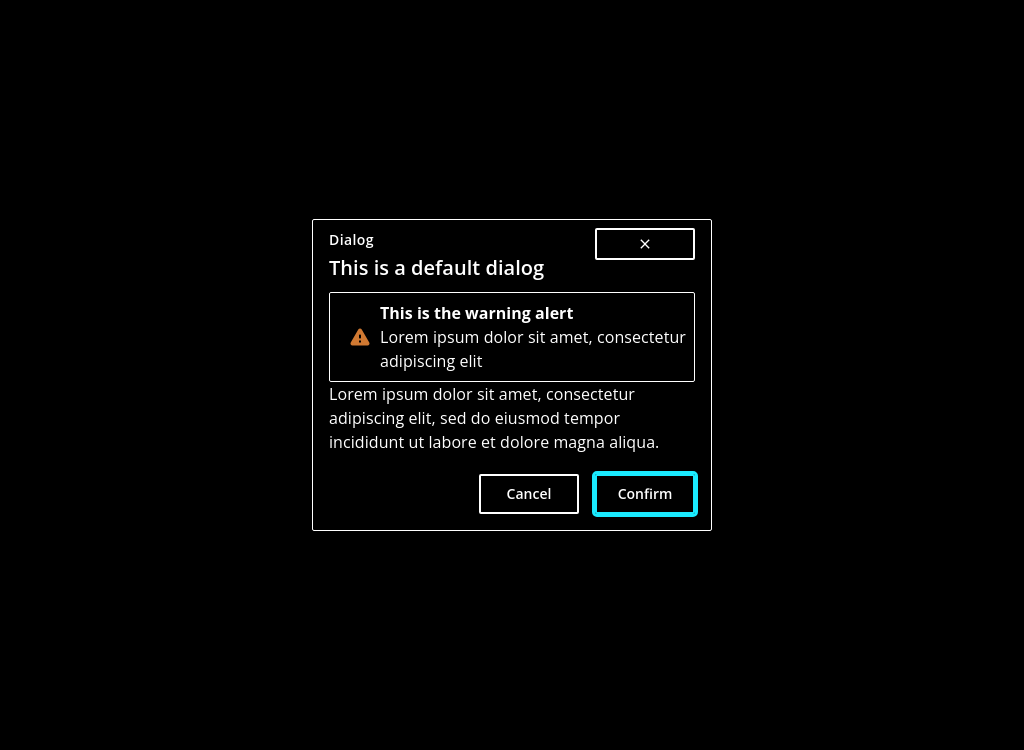 Dialog
This is a default dialog
This is the warning alert
Lorem ipsum dolor sit amet, consectetur
adipiscing elit
Lorem ipsum dolor sit amet, consectetur
adipiscing elit, sed do eiusmod tempor
incididunt ut labore et dolore magna aliqua.
Cancel
Confirm